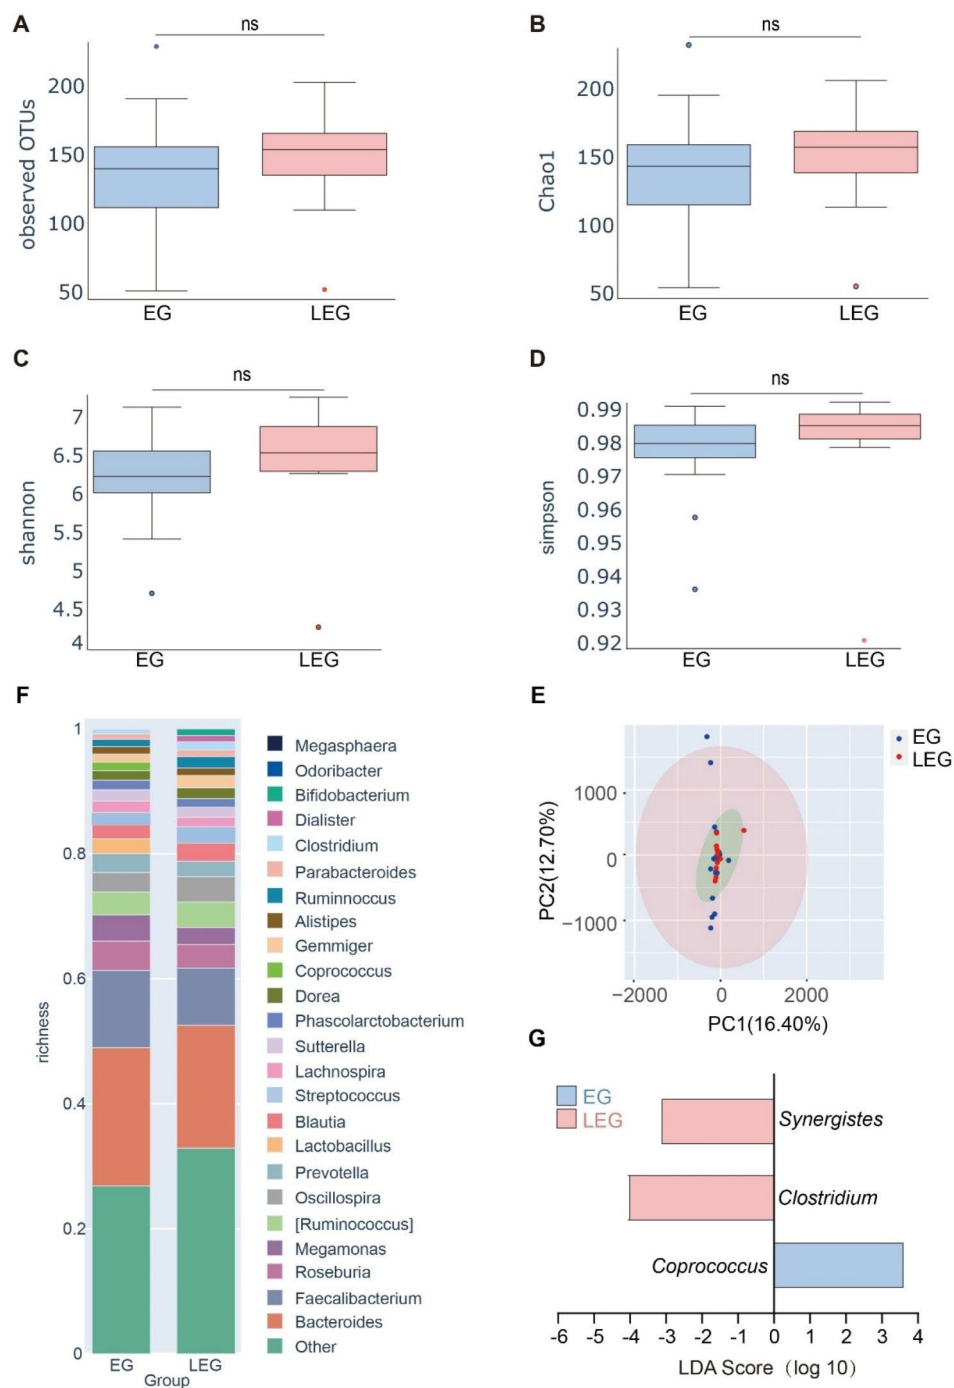 A
ns
observed OTUs
200
150
100
50
EG
LEG
B
ns
Chao1
200
150
100
50
EG
LEG
C
ns
shannon
7
6.5
6
5.5
5
4.5
4
EG
LEG
D
ns
simpson
0.99
0.98
0.97
0.96
0.95
0.94
0.93
0.92
EG
LEG
F
richness
1
0.8
0.6
0.4
0.2
0
EG
LEG
Group
Megasphaera
Odoribacter
Bifidobacterium
Dialister
Clostridium
Parabacteroides
Ruminnoccus
Alistipes
Gemmiger
Coprococcus
Dorea
Phascolarctobacterium
Sutterella
Lachnospira
Streptococcus
Blautia
Lactobacillus
Prevotella
Oscillospira
[Ruminococcus]
Megamonas
Roseburia
Faecalibacterium
Bacteroides
Other
E
EG
LEG
PC2(12.70%)
1000
0
−1000
−2000
0
2000
PC1(16.40%)
G
EG
LEG
Synergistes
Clostridium
Coprococcus
-6 -5 -4 -3 -2 -1 0 1 2 3 4
LDA Score（log 10)